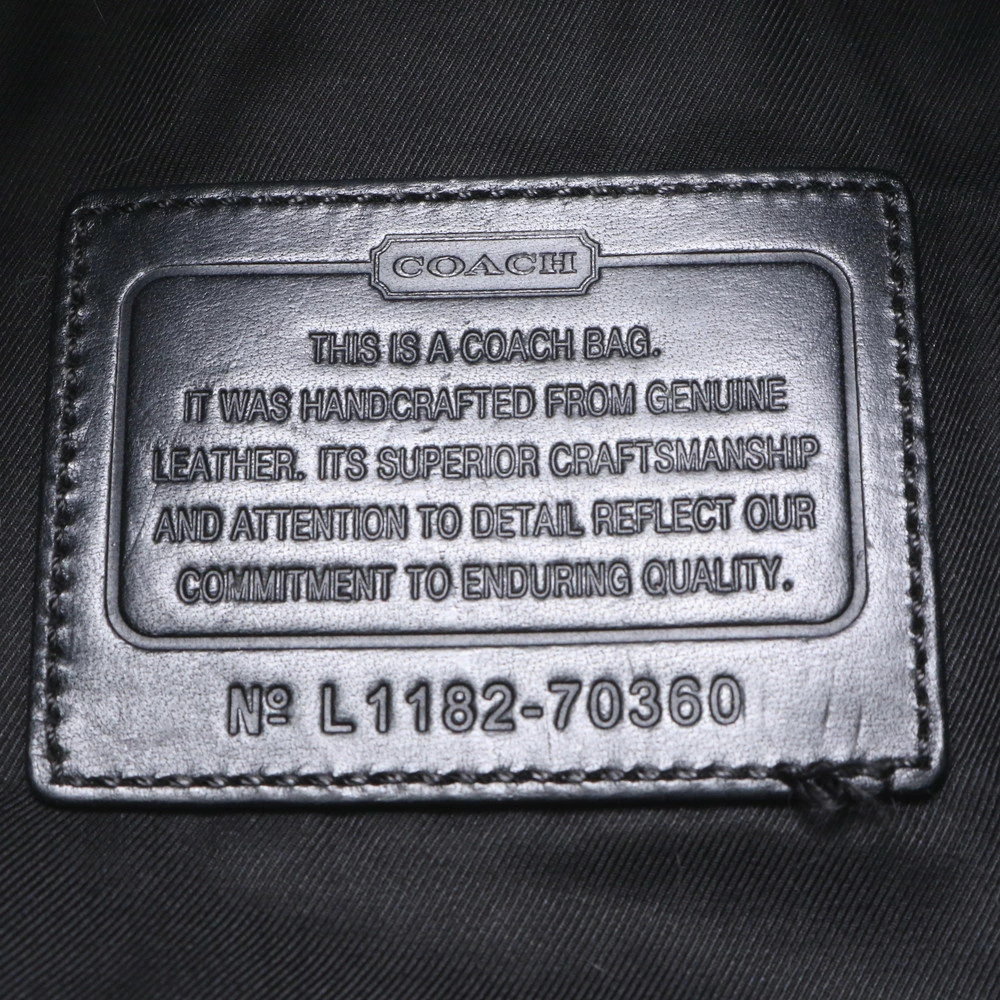 COACH
THIS IS A COACH BAG.
IT WAS HANDCRAFTED FROM GENUINE
LEATHER. ITS SUPERIOR CRAFTSMANSHIP
AND ATTENTION TO DETAIL REFLECT OUR
COMMITMENT TO ENDURING QUALITY.
Nº L1182-70360